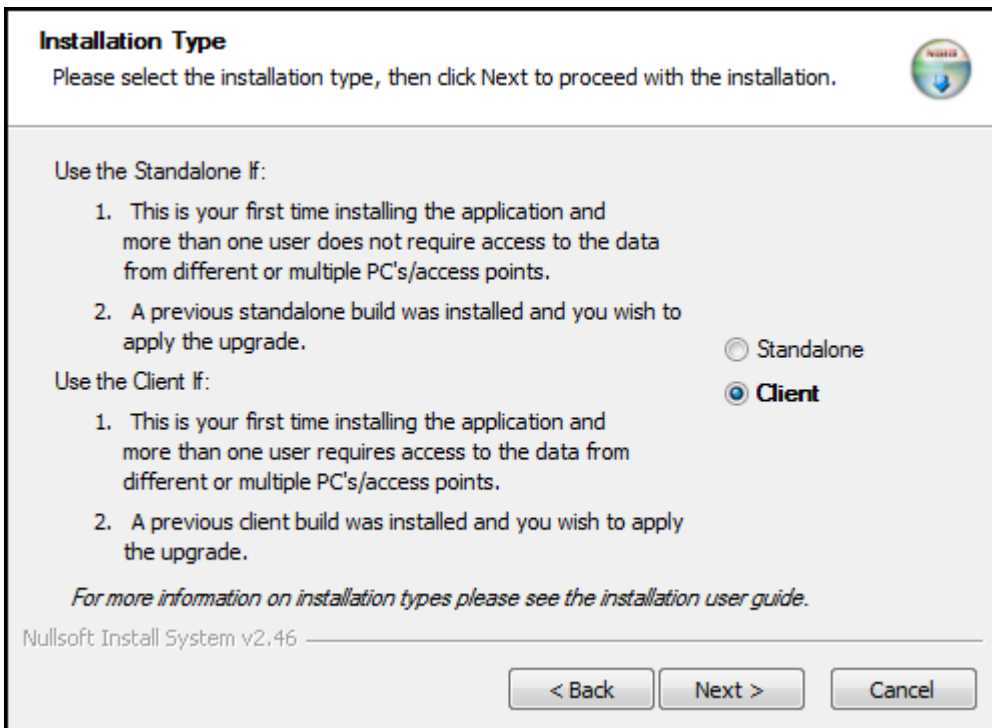 Installation Type
Please select the installation type, then click Next to proceed with the installation.
Use the Standalone If:
1. This is your first time installing the application and
more than one user does not require access to the data
from different or multiple PC's/access points.
2. A previous standalone build was installed and you wish to
apply the upgrade.
Standalone
Use the Client If:
Client
1. This is your first time installing the application and
more than one user requires access to the data from
different or multiple PC's/access points.
2. A previous client build was installed and you wish to apply
the upgrade.
For more information on installation types please see the installation user guide.
Nullsoft Install System v2.46
< Back
Next >
Cancel